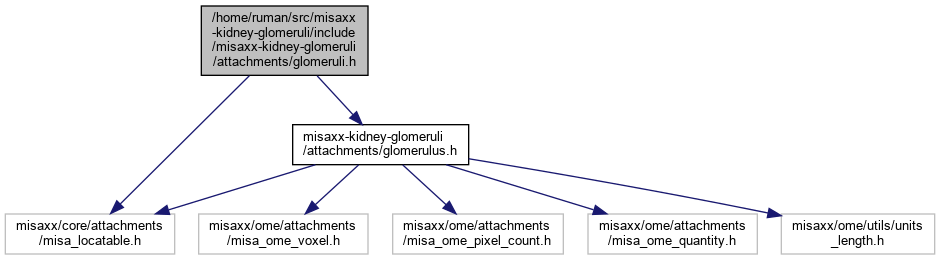 /home/ruman/src/misaxx
-kidney-glomeruli/include
/misaxx-kidney-glomeruli
/attachments/glomeruli.h
misaxx-kidney-glomeruli
/attachments/glomerulus.h
misaxx/core/attachments
/misa_locatable.h
misaxx/ome/attachments
/misa_ome_voxel.h
misaxx/ome/attachments
/misa_ome_pixel_count.h
misaxx/ome/attachments
/misa_ome_quantity.h
misaxx/ome/utils/units
_length.h